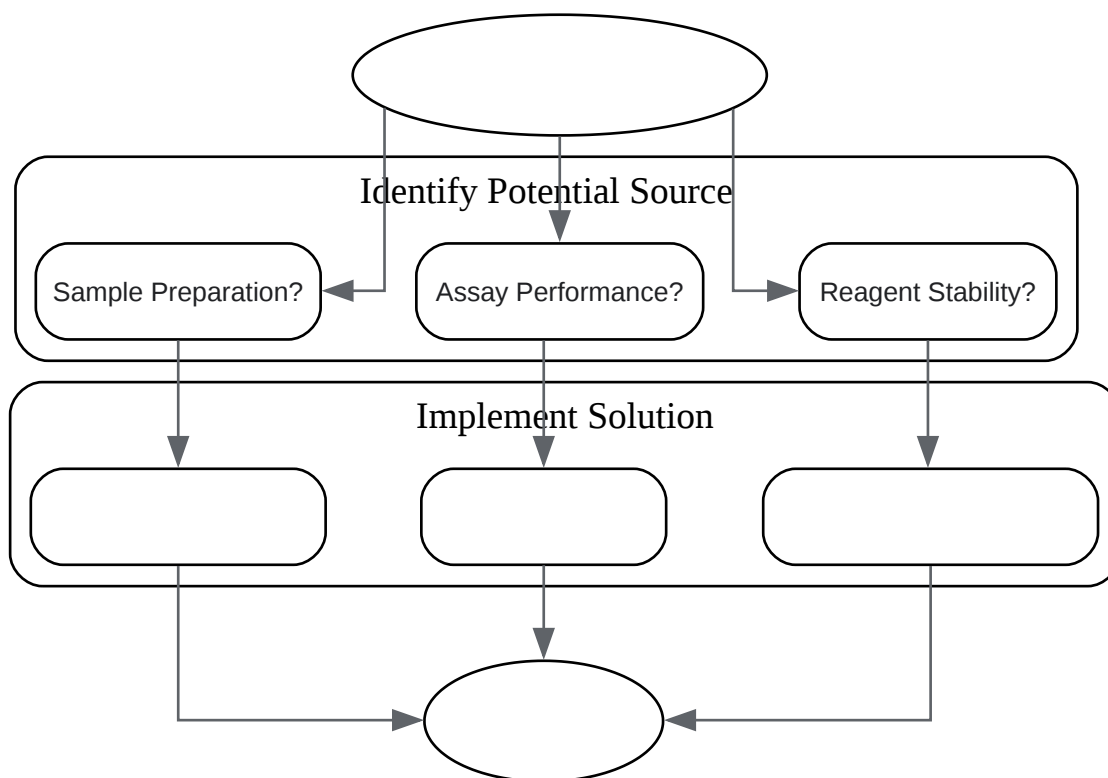 Identify Potential Source
Sample Preparation?
Assay Performance?
Reagent Stability?
Implement Solution